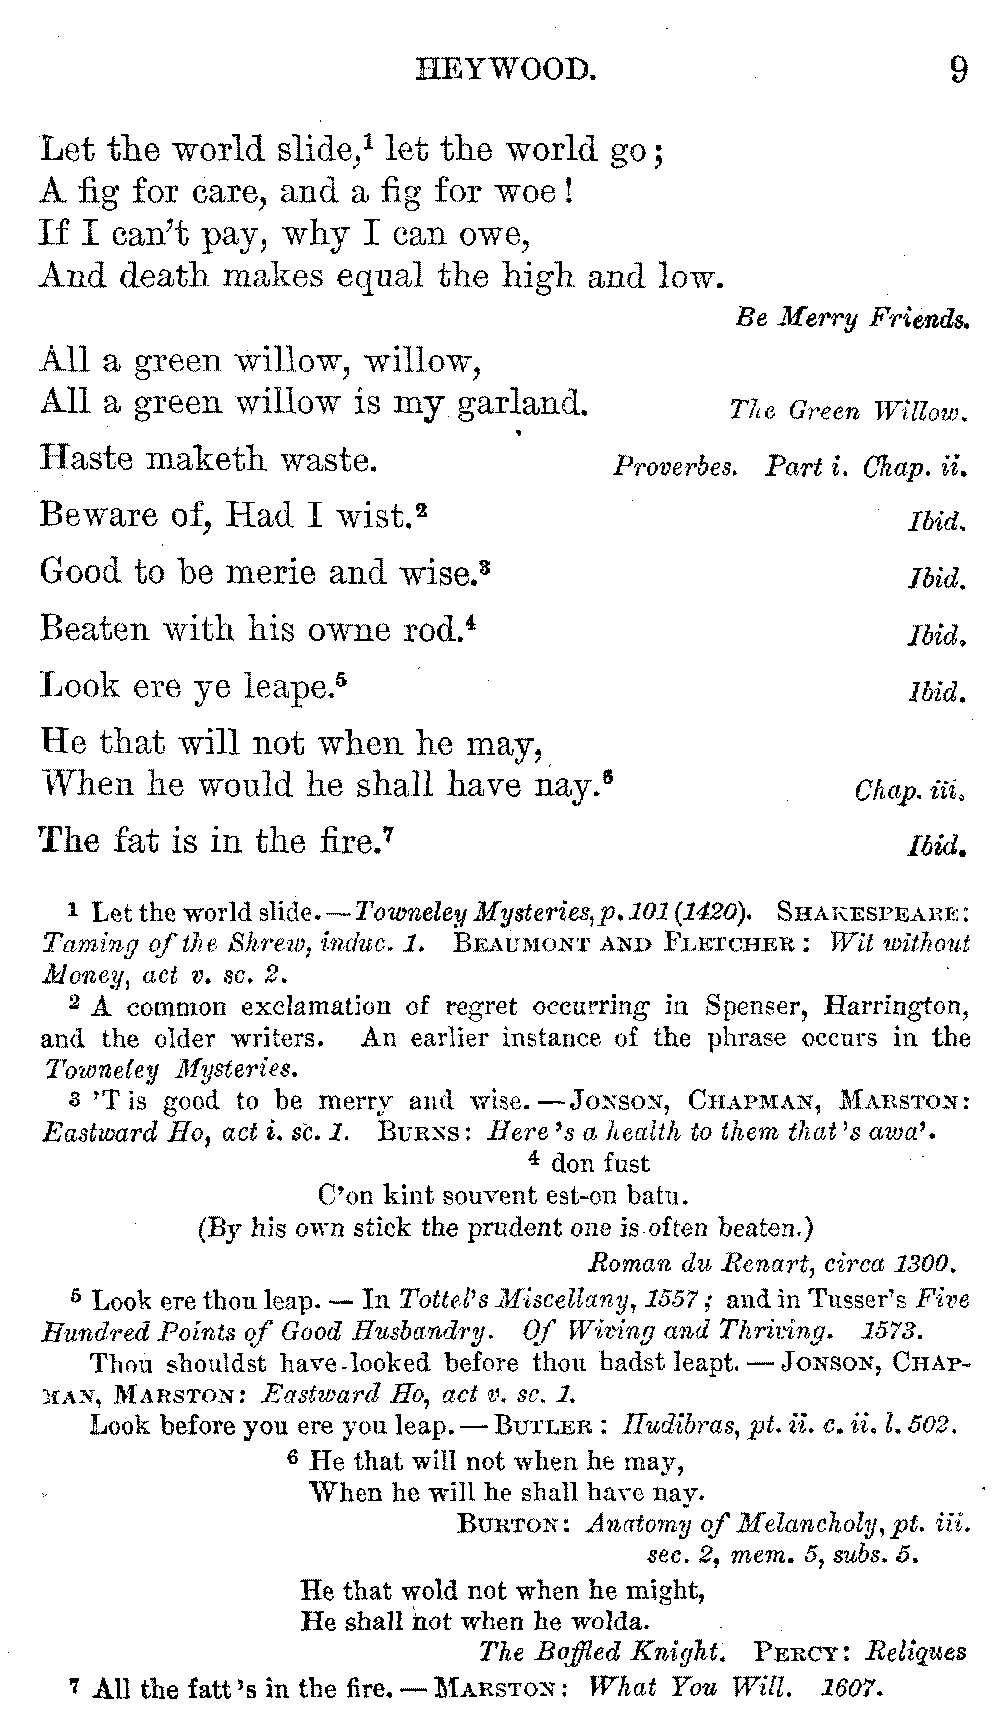 HEYWOOD. 9
Let the world slide,¹ let the world go;
A fig for care, and a fig for woe!
If I can't pay, why I can owe,
And death makes equal the high and low.
Be Merry Friends.
All a green willow, willow,
All a green willow is my garland. The Green Willow.
Haste maketh waste. Proverbes. Part i. Chap. ii.
Beware of, Had I wist.² Ibid.
Good to be merie and wise.³ Ibid.
Beaten with his owne rod.⁴ Ibid.
Look ere ye leape.⁵ Ibid.
He that will not when he may,
When he would he shall have nay.⁶ Chap. iii.
The fat is in the fire.⁷ Ibid.
¹ Let the world slide. — Towneley Mysteries, p. 101 (1420). SHAKESPEARE:
Taming of the Shrew, induc. 1. BEAUMONT AND FLETCHER: Wit without
Money, act v. sc. 2.
² A common exclamation of regret occurring in Spenser, Harrington,
and the older writers. An earlier instance of the phrase occurs in the
Towneley Mysteries.
³ 'T is good to be merry and wise. — JONSON, CHAPMAN, MARSTON:
Eastward Ho, act i. sc. 1. BURNS: Here's a health to them that's awa'.
⁴ don fust
C'on kint souvent est-on batu.
(By his own stick the prudent one is often beaten.)
Roman du Renart, circa 1300.
⁵ Look ere thou leap. — In Tottel's Miscellany, 1557; and in Tusser's Five
Hundred Points of Good Husbandry. Of Wiving and Thriving. 1573.
Thou shouldst have looked before thou hadst leapt. — JONSON, CHAP-
MAN, MARSTON: Eastward Ho, act v. sc. 1.
Look before you ere you leap. — BUTLER: Hudibras, pt. ii. c. ii. l. 502.
⁶ He that will not when he may,
When he will he shall have nay.
BURTON: Anatomy of Melancholy, pt. iii.
sec. 2, mem. 5, subs. 5.
He that wold not when he might,
He shall not when he wolda.
The Baffled Knight. PERCY: Reliques
⁷ All the fatt's in the fire. — MARSTON: What You Will. 1607.